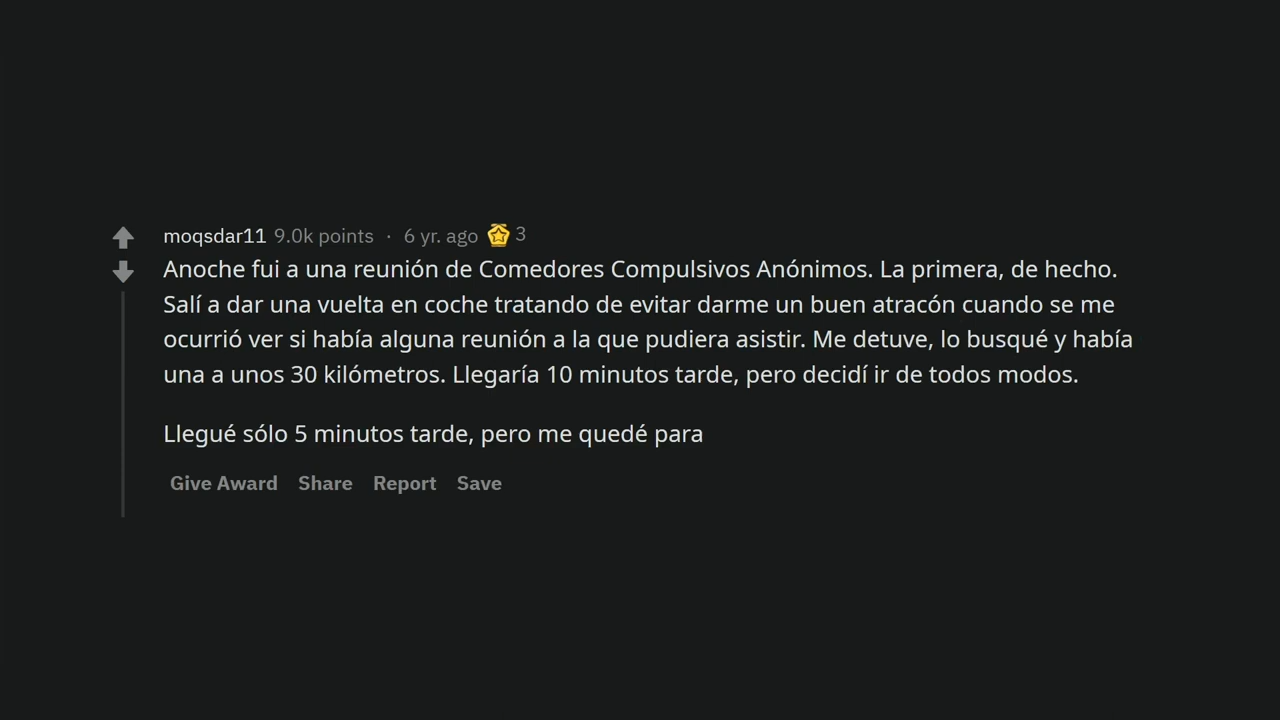 moqsdar11 9.0k points · 6 yr. ago 3
Anoche fui a una reunión de Comedores Compulsivos Anónimos. La primera, de hecho.
Salí a dar una vuelta en coche tratando de evitar darme un buen atracón cuando se me
ocurrió ver si había alguna reunión a la que pudiera asistir. Me detuve, lo busqué y había
una a unos 30 kilómetros. Llegaría 10 minutos tarde, pero decidí ir de todos modos.
Llegué sólo 5 minutos tarde, pero me quedé para
Give Award Share Report Save